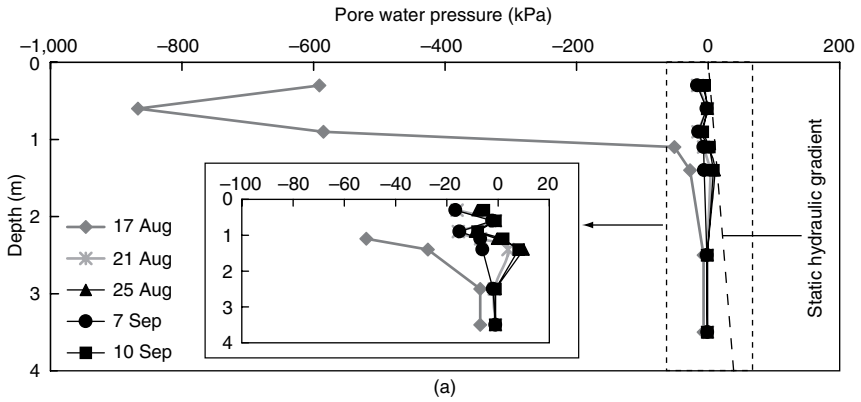 Pore water pressure (kPa)
−1,000 −800 −600 −400 −200 0 200
0
1
2
3
4
Depth (m)
−100 −80 −60 −40 −20 0 20
0
1
2
3
4
17 Aug
21 Aug
25 Aug
7 Sep
10 Sep
Static hydraulic gradient
(a)